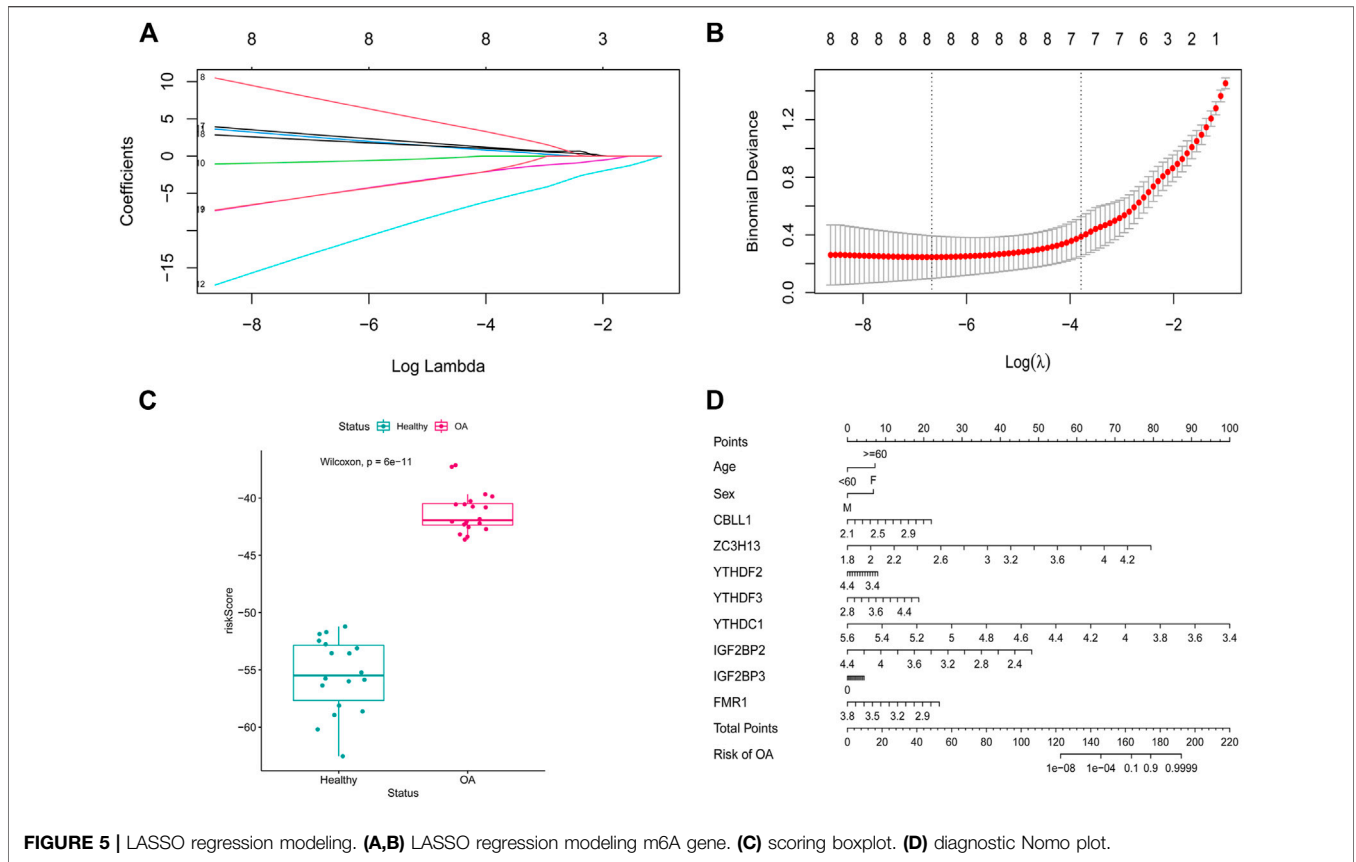 A
8 8 8 3
10
5
0
−5
−15
Coefficients
8
18
10
12
−8 −6 −4 −2
Log Lambda
B
8 8 8 8 8 8 8 8 8 8 7 7 7 6 3 2 1
1.2
0.8
0.4
0.0
Binomial Deviance
−8 −6 −4 −2
Log(λ)
C
Status Healthy OA
Wilcoxon, p = 6e−11
−40
−45
−50
−55
−60
riskScore
Healthy OA
Status
D
Points
0 10 20 30 40 50 60 70 80 90 100
>=60
Age
<60 F
Sex
M
CBLL1
2.1 2.5 2.9
ZC3H13
1.8 2 2.2 2.6 3 3.2 3.6 4 4.2
YTHDF2
4.4 3.4
YTHDF3
2.8 3.6 4.4
YTHDC1
5.6 5.4 5.2 5 4.8 4.6 4.4 4.2 4 3.8 3.6 3.4
IGF2BP2
4.4 4 3.6 3.2 2.8 2.4
IGF2BP3
0
FMR1
3.8 3.5 3.2 2.9
Total Points
0 20 40 60 80 100 120 140 160 180 200 220
Risk of OA
1e−08 1e−04 0.1 0.9 0.9999
FIGURE 5 | LASSO regression modeling. (A,B) LASSO regression modeling m6A gene. (C) scoring boxplot. (D) diagnostic Nomo plot.